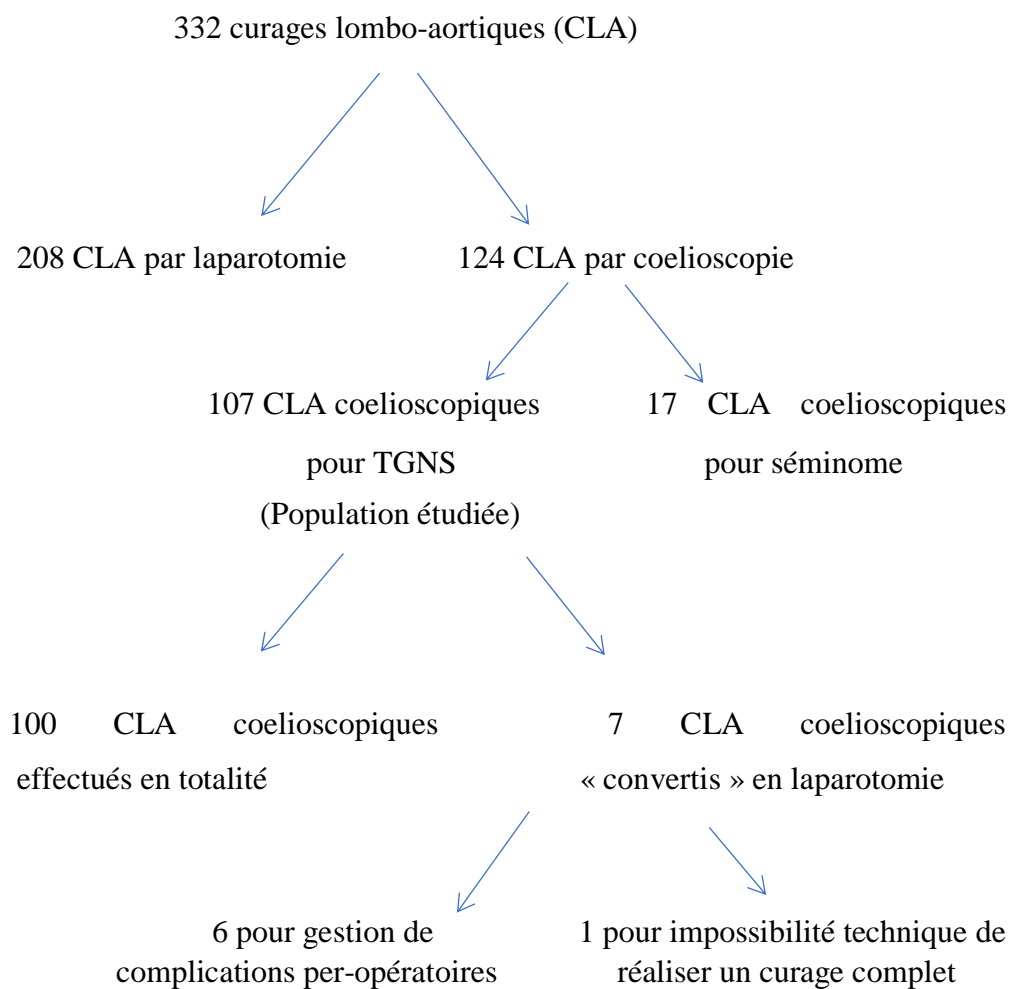 332 curages lombo-aortiques (CLA)
208 CLA par laparotomie
124 CLA par coelioscopie
107 CLA coelioscopiques
pour TGNS
(Population étudiée)
17 CLA coelioscopiques
pour séminome
100 CLA coelioscopiques
effectués en totalité
7 CLA coelioscopiques
« convertis » en laparotomie
6 pour gestion de
complications per-opératoires
1 pour impossibilité technique de
réaliser un curage complet